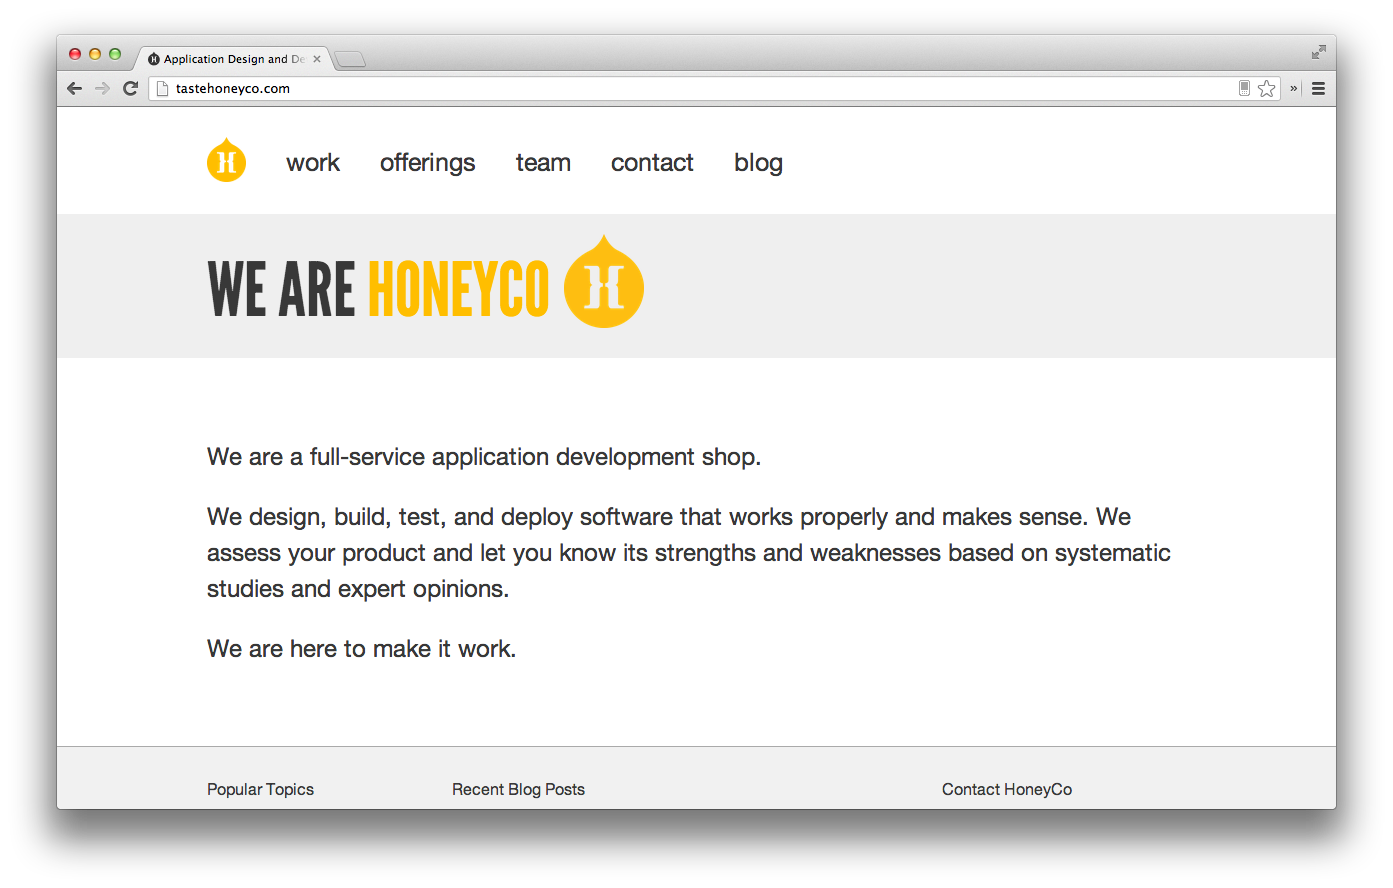 Application Design and De
tastehoneyco.com
H work offerings team contact blog
WE ARE HONEYCO H
We are a full-service application development shop.
We design, build, test, and deploy software that works properly and makes sense. We
assess your product and let you know its strengths and weaknesses based on systematic
studies and expert opinions.
We are here to make it work.
Popular Topics Recent Blog Posts Contact HoneyCo